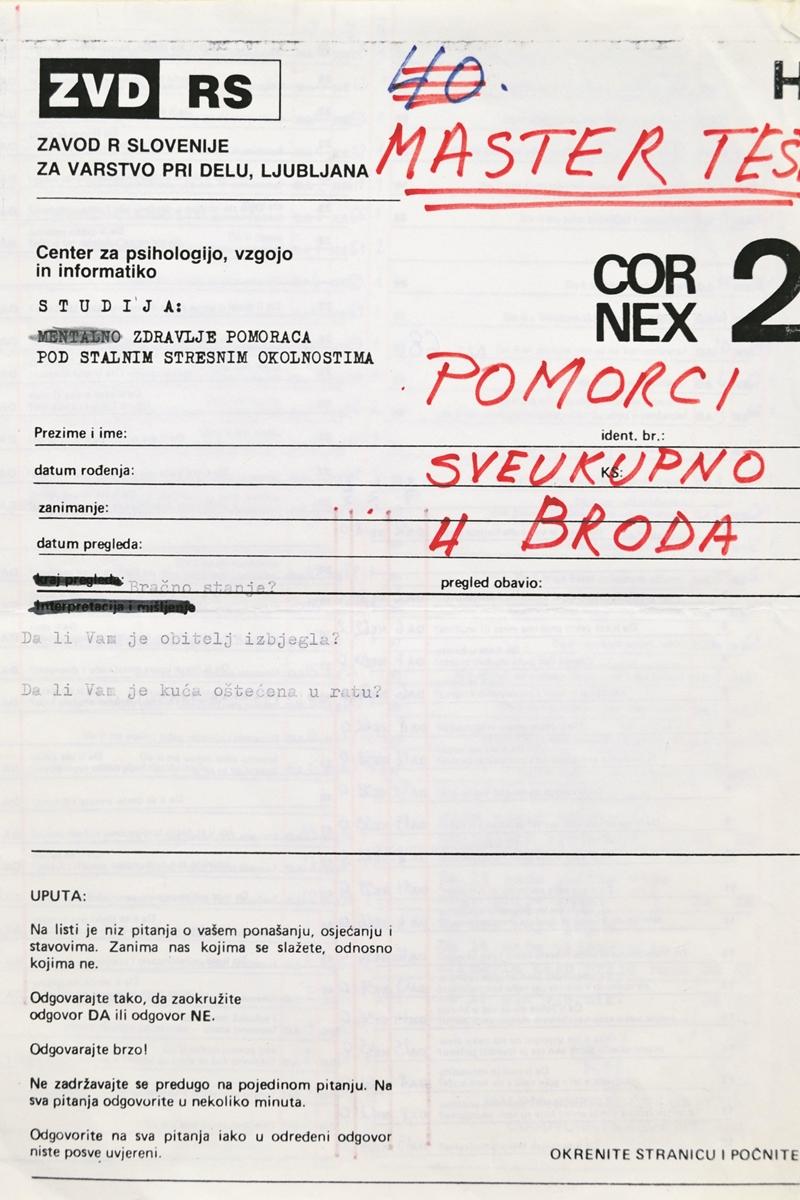 ZVD RS
40.
H
ZAVOD R SLOVENIJE
ZA VARSTVO PRI DELU, LJUBLJANA
MASTER TES
Center za psihologijo, vzgojo
in informatiko
COR
NEX 2
STUDIJA:
MENTALNO ZDRAVLJE POMORACA
POD STALNIM STRESNIM OKOLNOSTIMA
POMORCI
Prezime i ime:
ident. br.:
datum rođenja:
KS:
SVEUKUPNO
zanimanje:
4 BRODA
datum pregleda:
kraj pregleda: Bračno stanje?
pregled obavio:
Interpretacija i mišljenje
Da li Vam je obitelj izbjegla?
Da li Vam je kuća oštećena u ratu?
UPUTA:
Na listi je niz pitanja o vašem ponašanju, osjećanju i
stavovima. Zanima nas kojima se slažete, odnosno
kojima ne.
Odgovarajte tako, da zaokružite
odgovor DA ili odgovor NE.
Odgovarajte brzo!
Ne zadržavajte se predugo na pojedinom pitanju. Na
sva pitanja odgovorite u nekoliko minuta.
Odgovorite na sva pitanja iako u određeni odgovor
niste posve uvjereni.
OKRENITE STRANICU I POČNITE